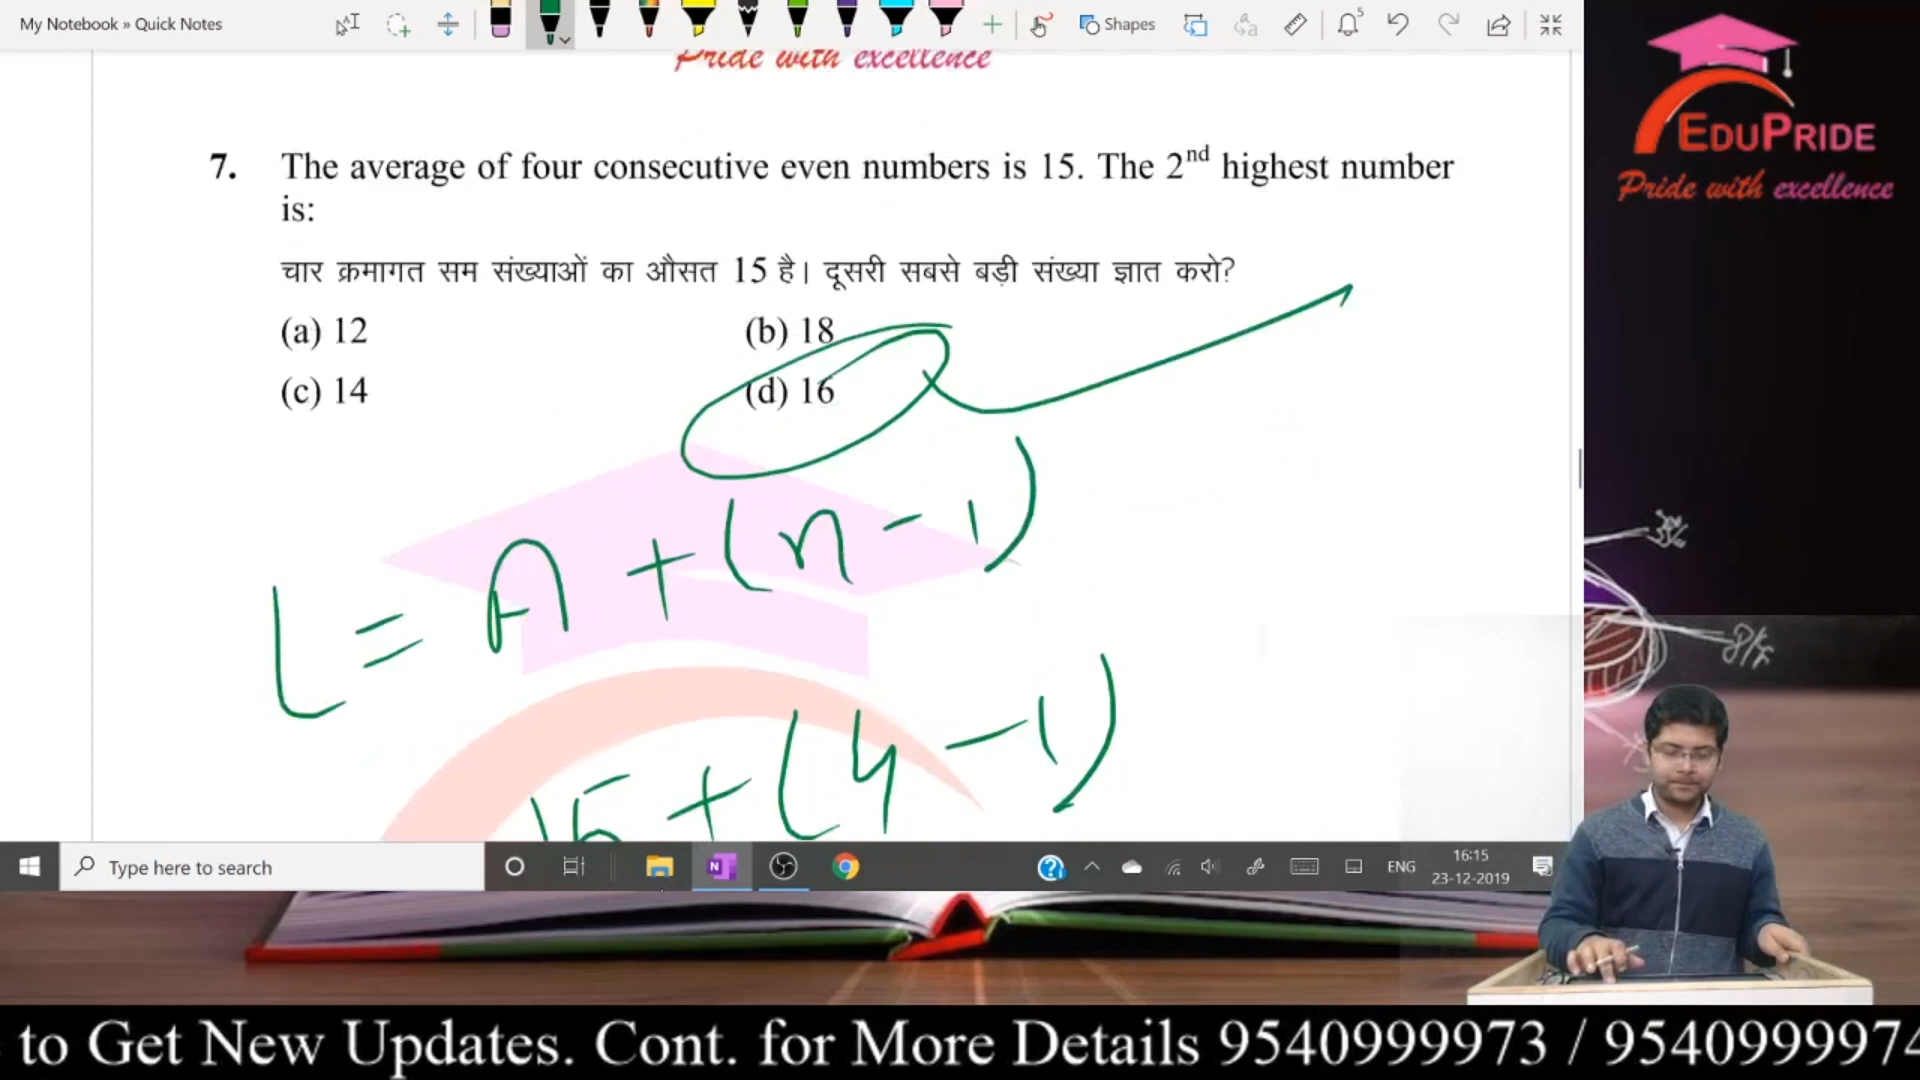 My Notebook » Quick Notes
Shapes
5
Pride with excellence
EDUPRIDE
Pride with excellence
7. The average of four consecutive even numbers is 15. The 2nd highest number
is:
चार क्रमागत सम संख्याओं का औसत 15 है। दूसरी सबसे बड़ी संख्या ज्ञात करो?
(a) 12 (b) 18
(c) 14 (d) 16
L = A + (n - 1)
15 + (4 - 1)
Type here to search
ENG
16:15
23-12-2019
to Get New Updates. Cont. for More Details 9540999973 / 9540999974